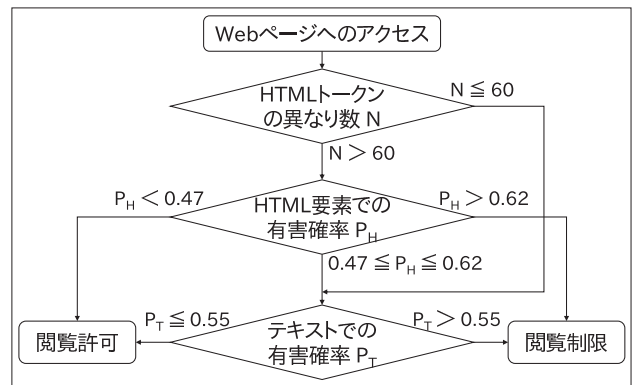 Webページへのアクセス
HTMLトークン
の異なり数 N
N ≦ 60
N > 60
P_H < 0.47
HTML要素での
有害確率 P_H
P_H > 0.62
0.47 ≦ P_H ≦ 0.62
P_T ≦ 0.55
テキストでの
有害確率 P_T
P_T > 0.55
閲覧許可
閲覧制限